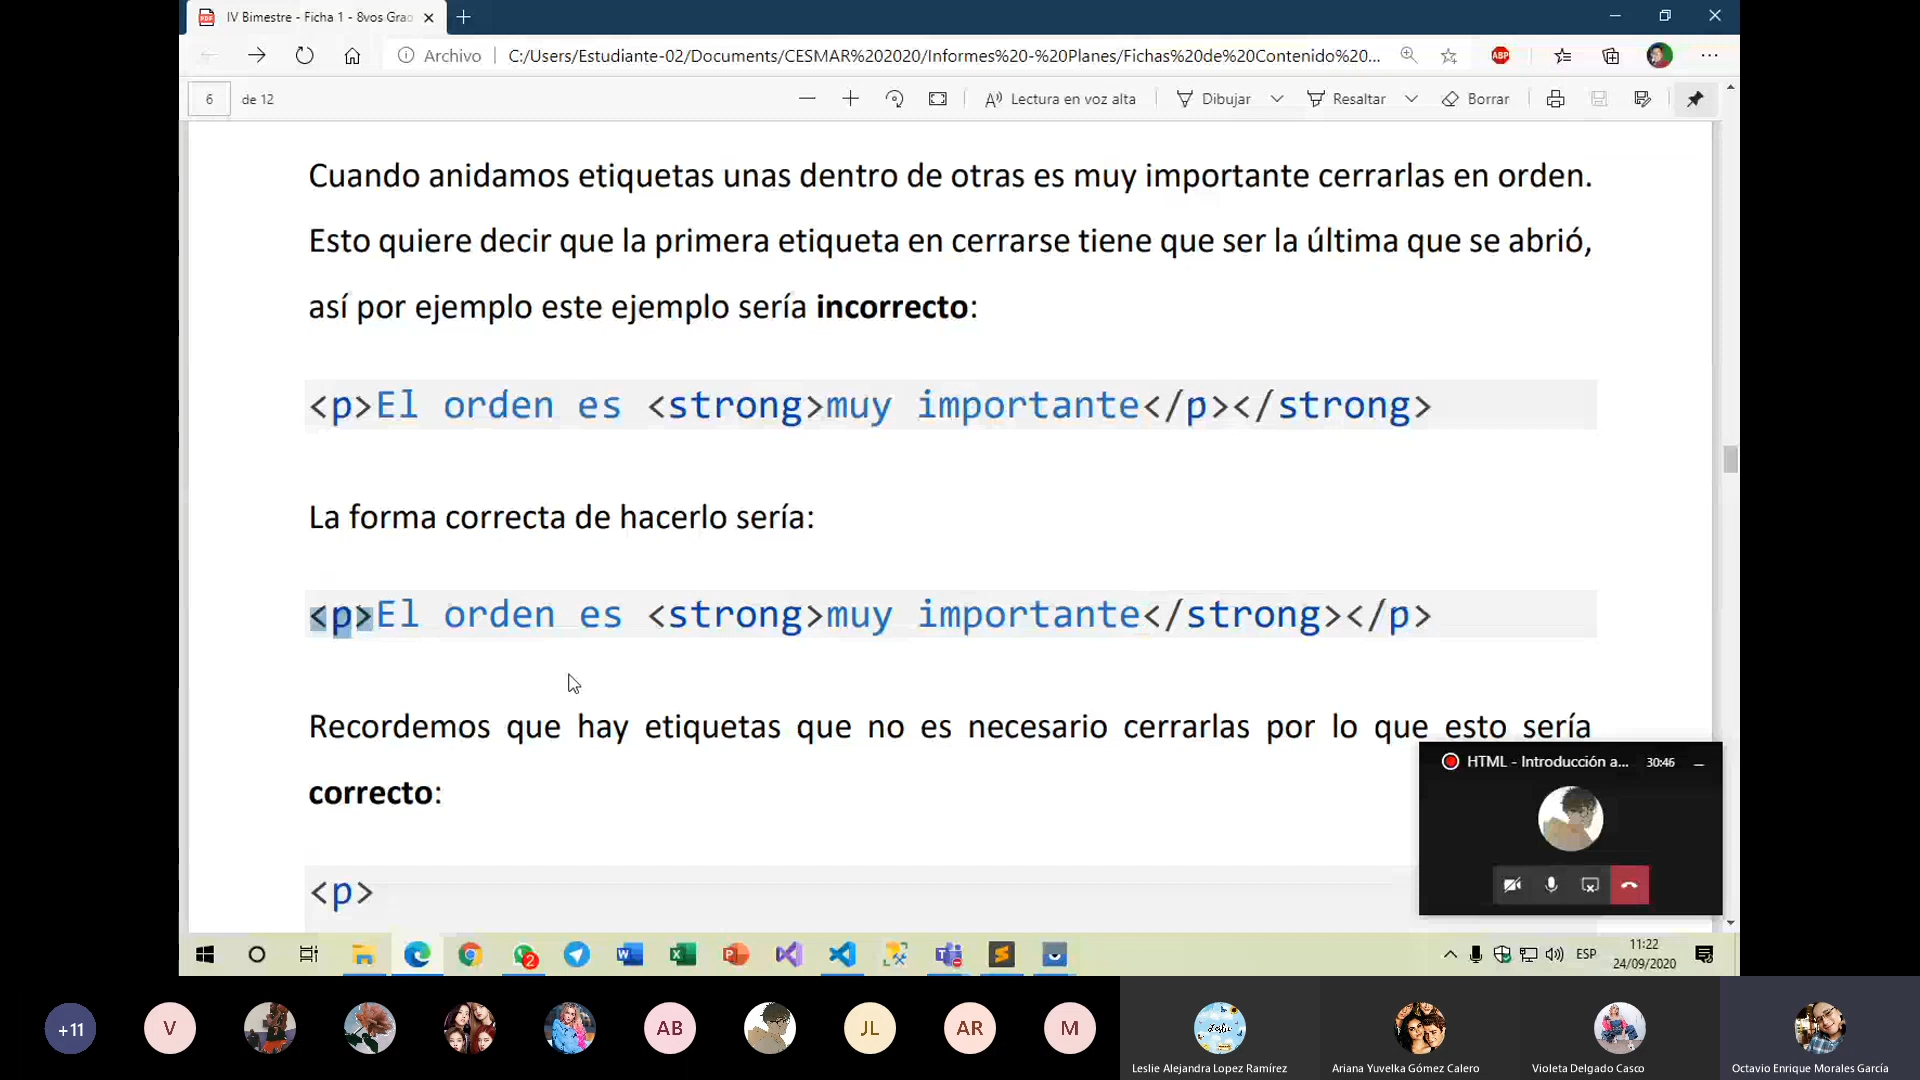 IV Bimestre - Ficha 1 - 8vos Grao
Archivo
C:/Users/Estudiante-02/Documents/CESMAR%202020/Informes%20-%20Planes/Fichas%20de%20Contenido%20...
ABP
6 de 12
Lectura en voz alta
Dibujar
Resaltar
Borrar
Cuando anidamos etiquetas unas dentro de otras es muy importante cerrarlas en orden.
Esto quiere decir que la primera etiqueta en cerrarse tiene que ser la última que se abrió,
así por ejemplo este ejemplo sería incorrecto:
<p>El orden es <strong>muy importante</p></strong>
La forma correcta de hacerlo sería:
<p>El orden es <strong>muy importante</strong></p>
Recordemos que hay etiquetas que no es necesario cerrarlas por lo que esto sería
correcto:
<p>
HTML - Introducción a...
30:46
2
ESP
11:22
24/09/2020
+11
V
AB
JL
AR
M
Leslie
Leslie Alejandra Lopez Ramírez
Ariana Yuvelka Gómez Calero
Violeta Delgado Casco
Octavio Enrique Morales García